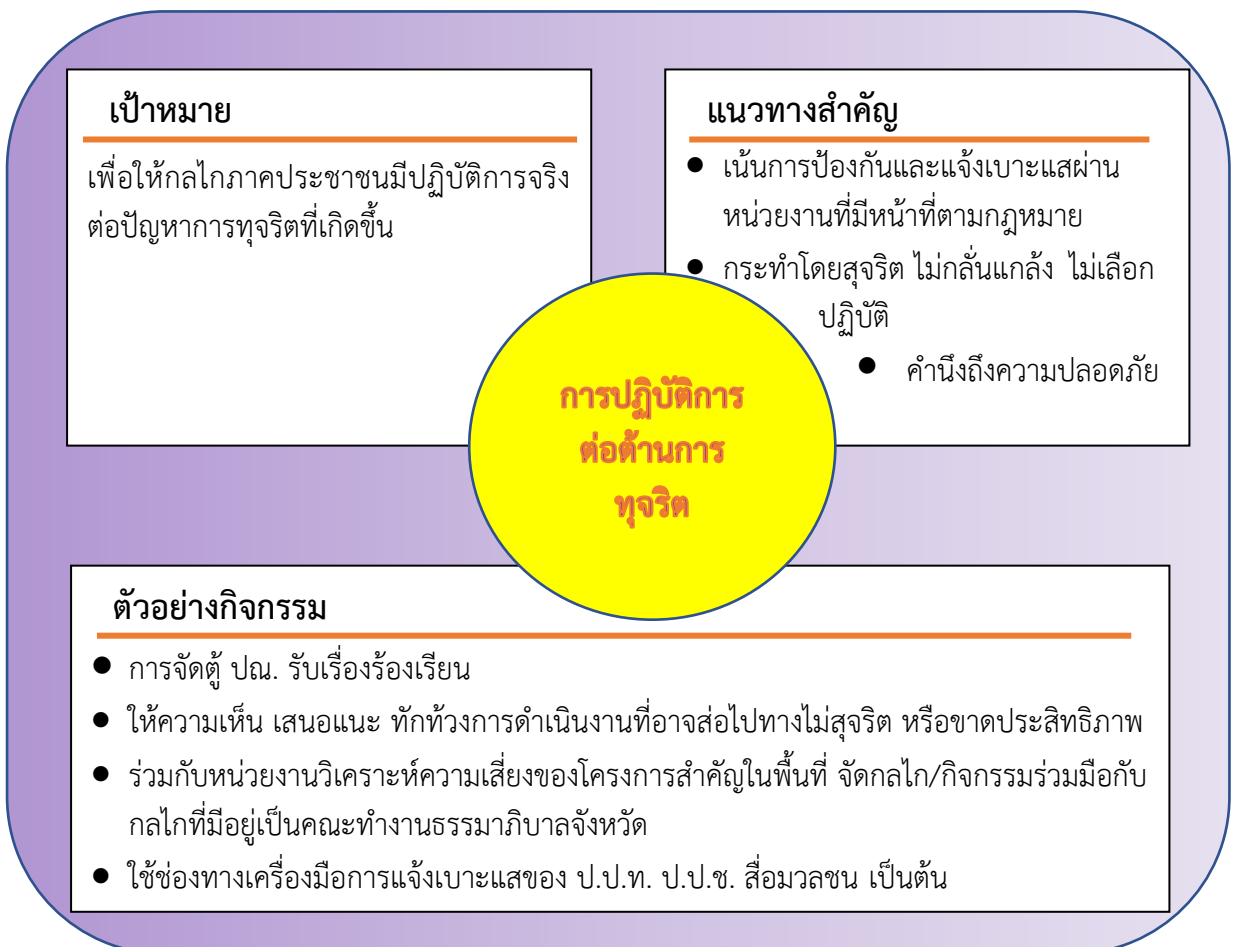 เป้าหมาย
เพื่อให้กลไกภาคประชาชนมีปฏิบัติการจริง
ต่อปัญหาการทุจริตที่เกิดขึ้น
แนวทางสำคัญ
● เน้นการป้องกันและแจ้งเบาะแสผ่าน
หน่วยงานที่มีหน้าที่ตามกฎหมาย
● กระทำโดยสุจริต ไม่กลั่นแกล้ง ไม่เลือก
ปฏิบัติ
● คำนึงถึงความปลอดภัย
การปฏิบัติการ
ต่อต้านการ
ทุจริต
ตัวอย่างกิจกรรม
● การจัดตู้ ปณ. รับเรื่องร้องเรียน
● ให้ความเห็น เสนอแนะ ทักท้วงการดำเนินงานที่อาจส่อไปทางไม่สุจริต หรือขาดประสิทธิภาพ
● ร่วมกับหน่วยงานวิเคราะห์ความเสี่ยงของโครงการสำคัญในพื้นที่ จัดกลไก/กิจกรรมร่วมมือกับ
กลไกที่มีอยู่เป็นคณะทำงานธรรมาภิบาลจังหวัด
● ใช้ช่องทางเครื่องมือการแจ้งเบาะแสของ ป.ป.ท. ป.ป.ช. สื่อมวลชน เป็นต้น